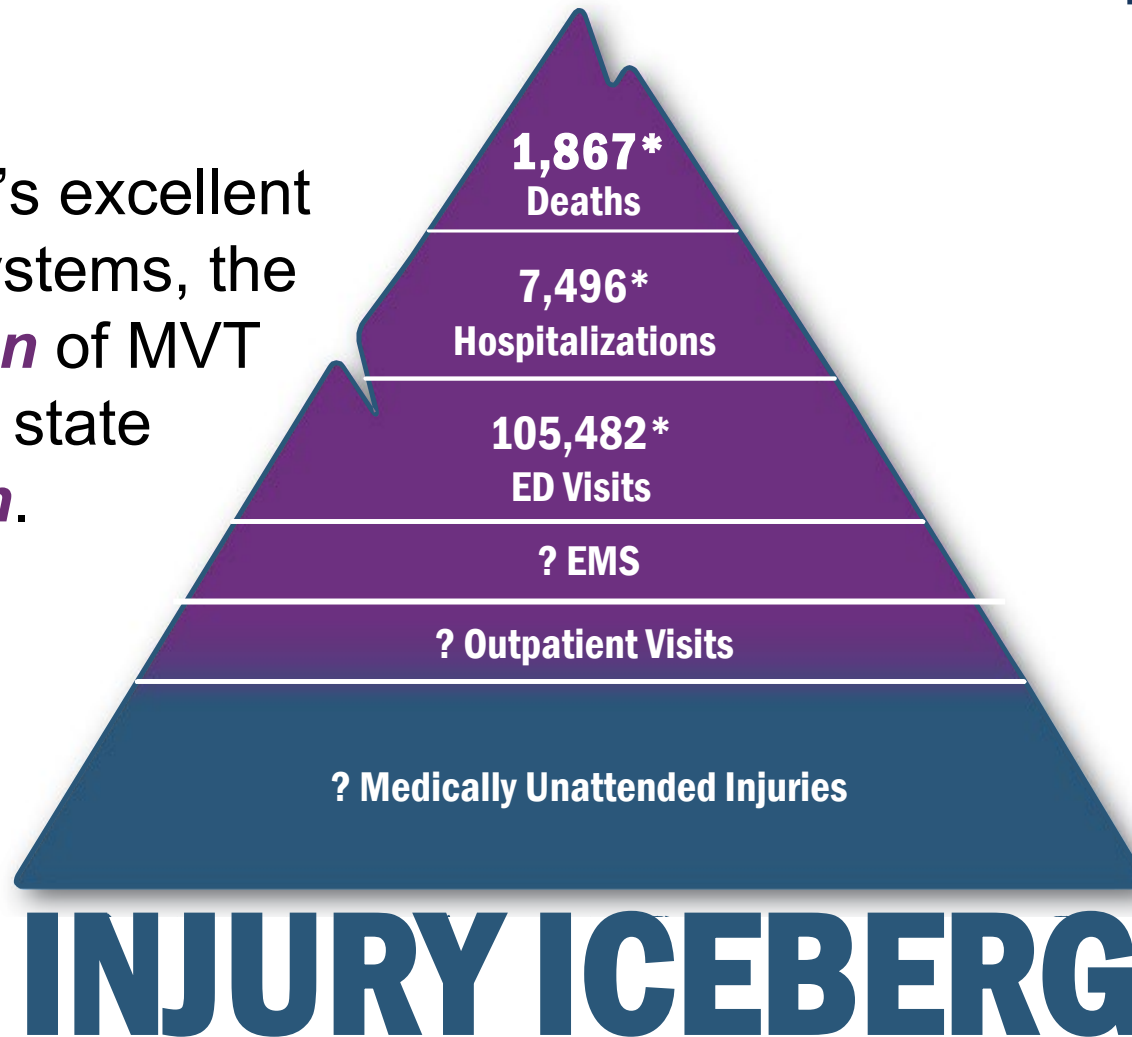 's excellent
ystems, the
n of MVT
state
n.
1,867*
Deaths
7,496*
Hospitalizations
105,482*
ED Visits
? EMS
? Outpatient Visits
? Medically Unattended Injuries
INJURY ICEBERG